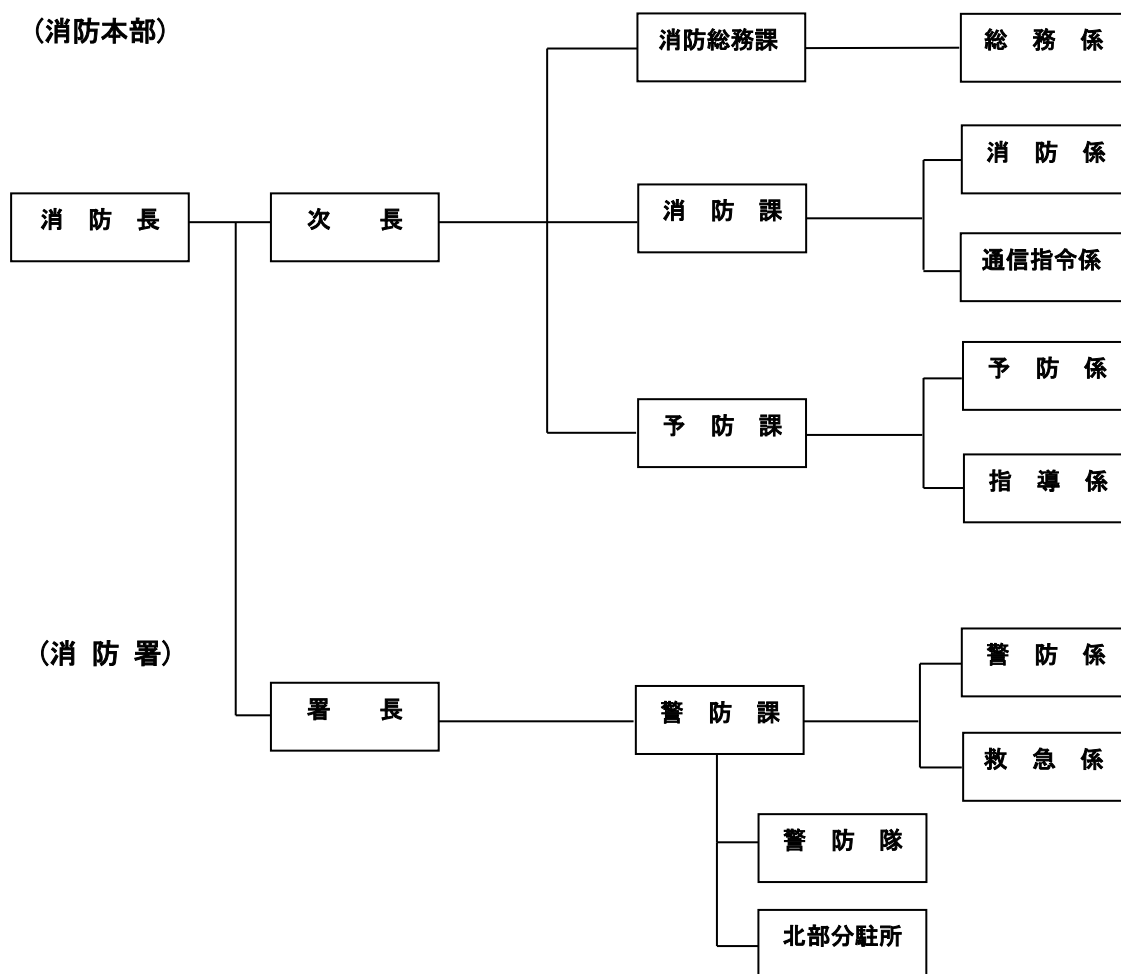 （消防本部）
消防総務課
総　務　係
消　防　係
消　防　長
次　　長
消　防　課
通信指令係
予　防　係
予　防　課
指　導　係
（消 防 署）
警　防　係
署　　長
警　防　課
救　急　係
警　防　隊
北部分駐所